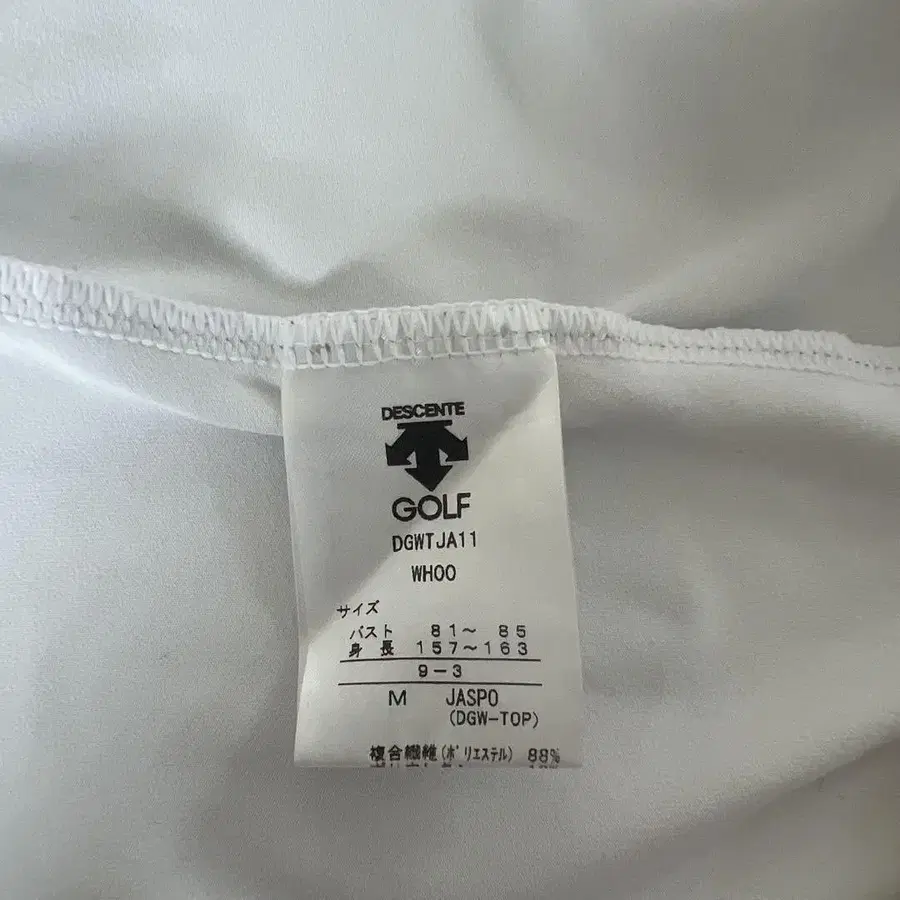 DESCENTE
GOLF
DGWTJA11
WH00
サイズ
バスト 81〜 85
身 長 157〜163
9-3
M JASPO
(DGW-TOP)
複合繊維(ポリエステル) 88%